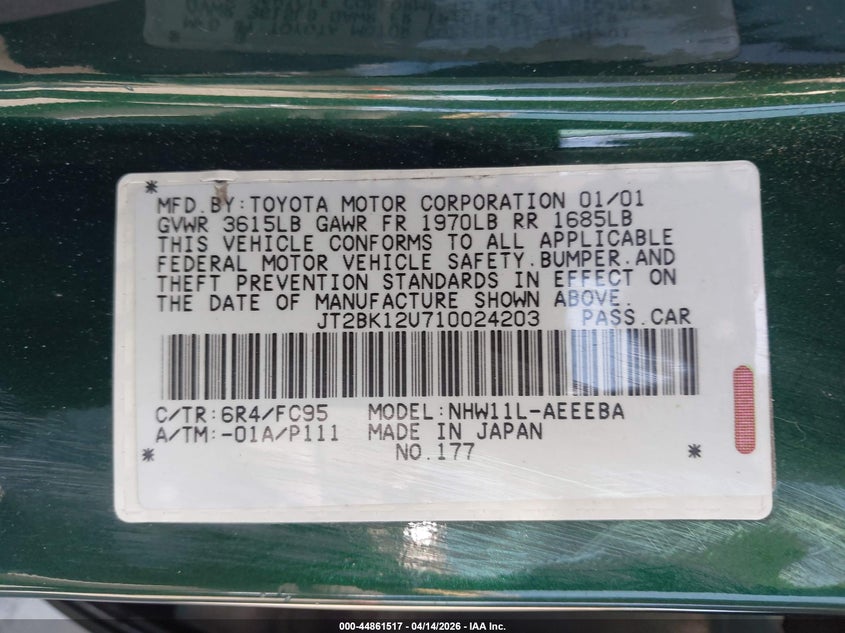 MFD.BY:TOYOTA MOTOR CORPORATION 01/01
GVWR 3615LB GAWR FR 1970LB RR 1685LB
THIS VEHICLE CONFORMS TO ALL APPLICABLE
FEDERAL MOTOR VEHICLE SAFETY.BUMPER.AND
THEFT PREVENTION STANDARDS IN EFFECT ON
THE DATE OF MANUFACTURE SHOWN ABOVE.
JT2BK12U710024203 PASS.CAR
C/TR:6R4/FC95 MODEL:NHW11L-AEEEBA
A/TM:-01A/P111 MADE IN JAPAN
NO.177
000-44861517 - 04/14/2026 - IAA Inc.